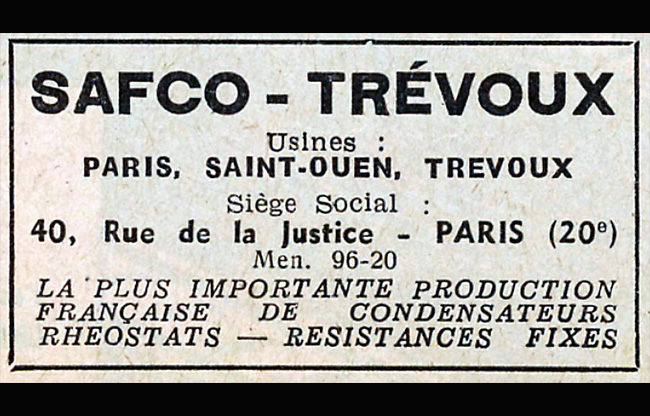 SAFCO - TRÉVOUX
Usines :
PARIS, SAINT-OUEN, TREVOUX
Siège Social :
40, Rue de la Justice - PARIS (20e)
Men. 96-20
LA PLUS IMPORTANTE PRODUCTION
FRANÇAISE DE CONDENSATEURS
RHEOSTATS — RESISTANCES FIXES